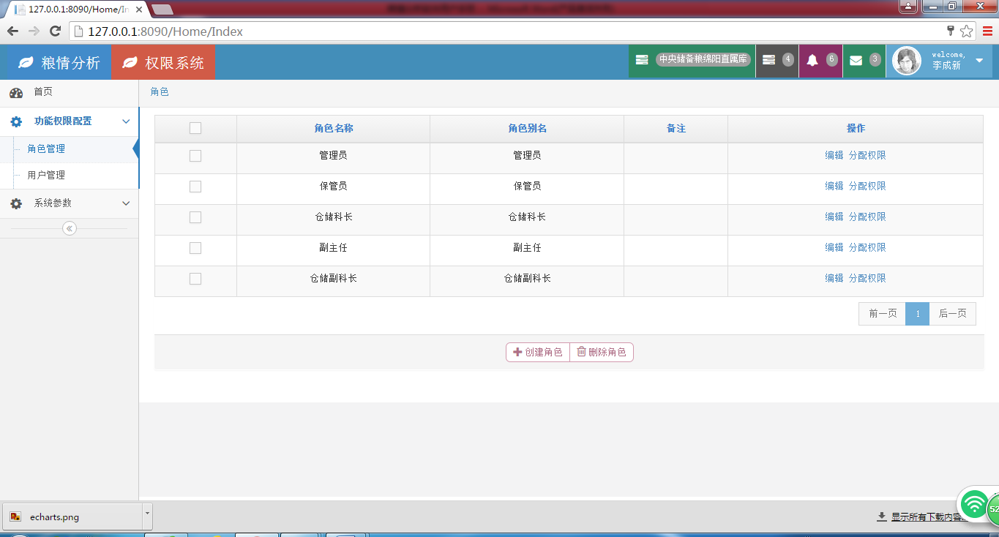 127.0.0.1:8090/Home/In
127.0.0.1:8090/Home/Index
粮情分析
权限系统
中央储备粮绵阳直属库
4
6
3
welcome,
李成新
首页
功能权限配置
角色管理
用户管理
系统参数
角色
角色名称 角色别名 备注 操作
管理员 管理员 编辑 分配权限
保管员 保管员 编辑 分配权限
仓储科长 仓储科长 编辑 分配权限
副主任 副主任 编辑 分配权限
仓储副科长 仓储副科长 编辑 分配权限
前一页 1 后一页
创建角色 删除角色
echarts.png
显示所有下载内容
52